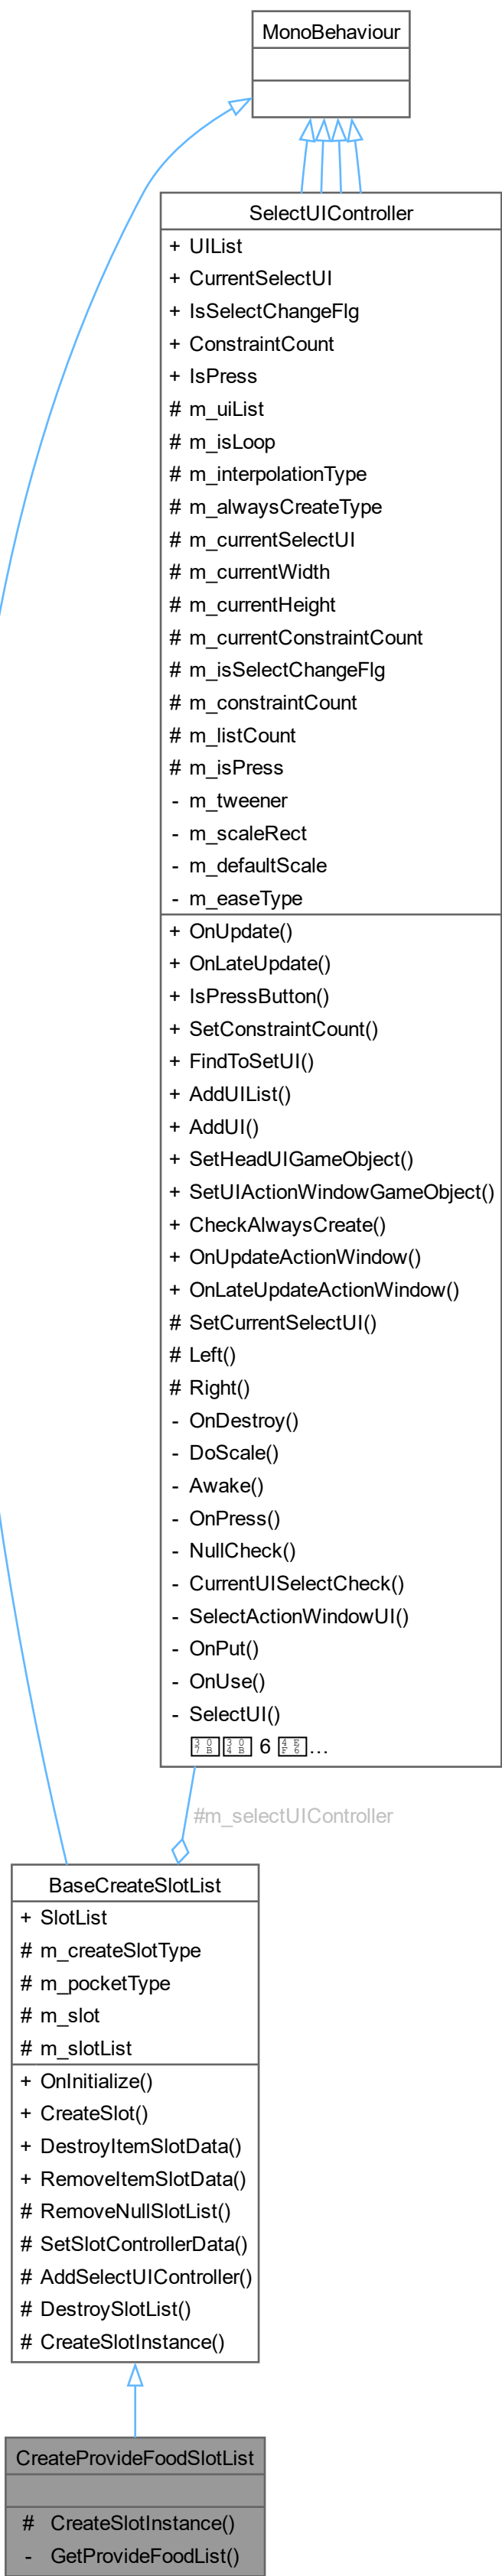 MonoBehaviour
SelectUIController
+ UIList
+ CurrentSelectUI
+ IsSelectChangeFlg
+ ConstraintCount
+ IsPress
# m_uiList
# m_isLoop
# m_interpolationType
# m_alwaysCreateType
# m_currentSelectUI
# m_currentWidth
# m_currentHeight
# m_currentConstraintCount
# m_isSelectChangeFlg
# m_constraintCount
# m_listCount
# m_isPress
- m_tweener
- m_scaleRect
- m_defaultScale
- m_easeType
+ OnUpdate()
+ OnLateUpdate()
+ IsPressButton()
+ SetConstraintCount()
+ FindToSetUI()
+ AddUIList()
+ AddUI()
+ SetHeadUIGameObject()
+ SetUIActionWindowGameObject()
+ CheckAlwaysCreate()
+ OnUpdateActionWindow()
+ OnLateUpdateActionWindow()
# SetCurrentSelectUI()
# Left()
# Right()
- OnDestroy()
- DoScale()
- Awake()
- OnPress()
- NullCheck()
- CurrentUISelectCheck()
- SelectActionWindowUI()
- OnPut()
- OnUse()
- SelectUI()
6 ...
#m_selectUIController
BaseCreateSlotList
+ SlotList
# m_createSlotType
# m_pocketType
# m_slot
# m_slotList
+ OnInitialize()
+ CreateSlot()
+ DestroyItemSlotData()
+ RemoveItemSlotData()
# RemoveNullSlotList()
# SetSlotControllerData()
# AddSelectUIController()
# DestroySlotList()
# CreateSlotInstance()
CreateProvideFoodSlotList
# CreateSlotInstance()
- GetProvideFoodList()